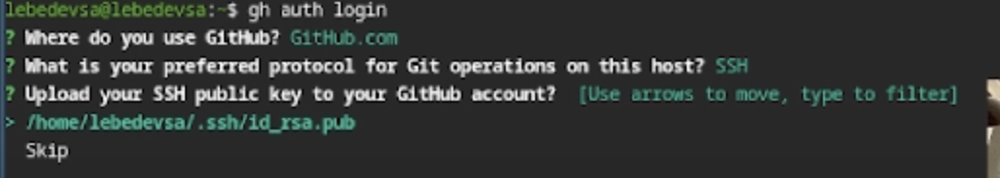 lebedevsa@lebedevsa:~$ gh auth login
? Where do you use GitHub? GitHub.com
? What is your preferred protocol for Git operations on this host? SSH
? Upload your SSH public key to your GitHub account? [Use arrows to move, type to filter]
> /home/lebedevsa/.ssh/id_rsa.pub
Skip